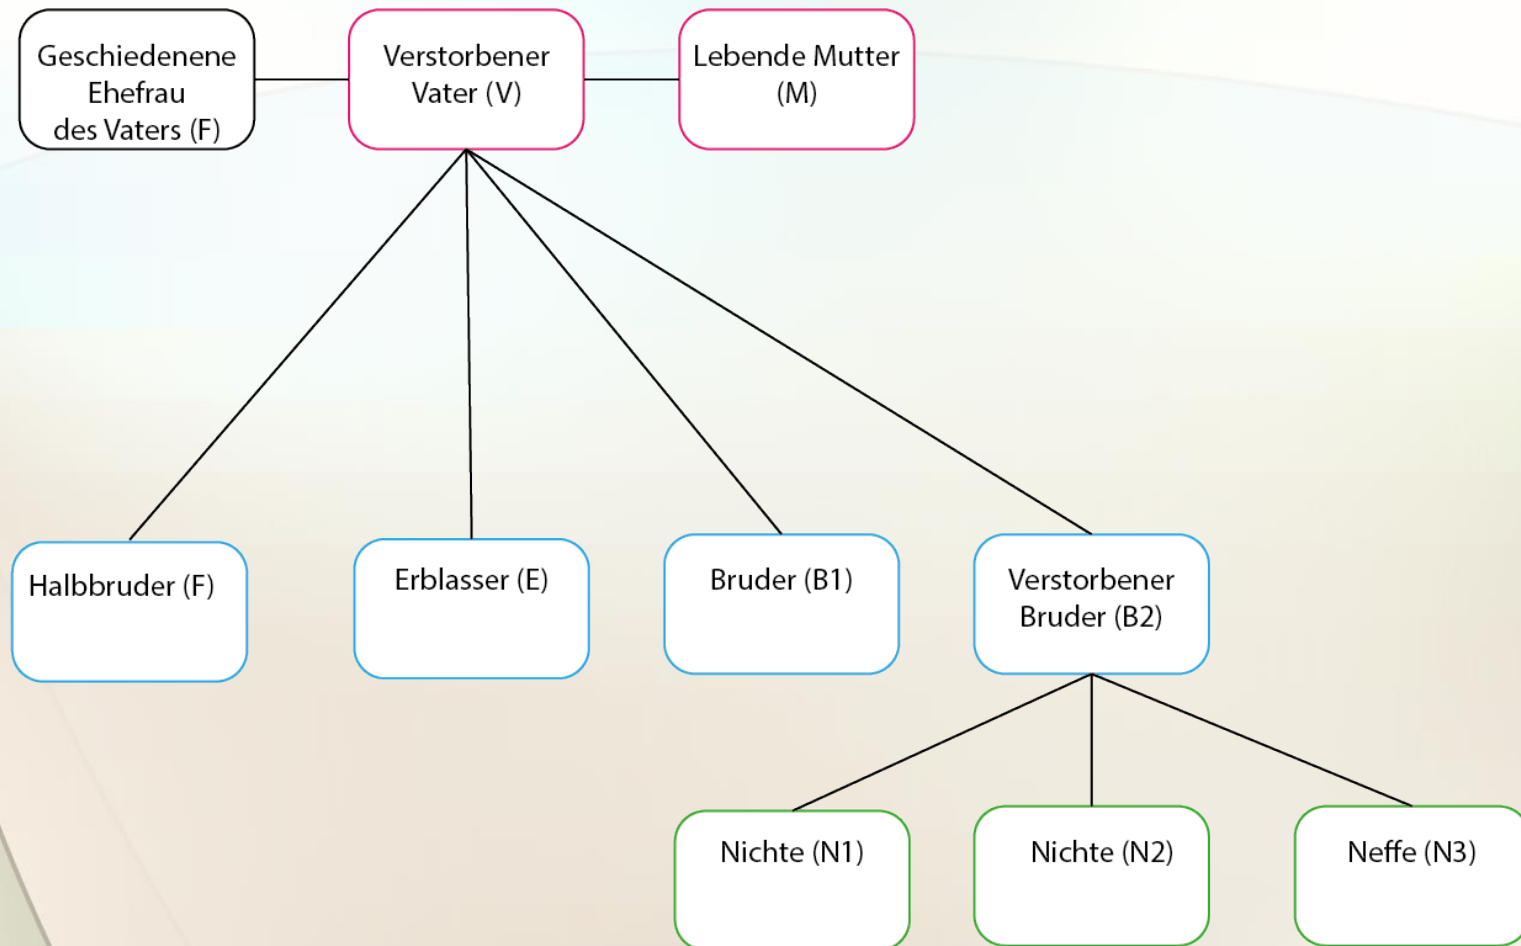 Geschiedenene
Ehefrau
des Vaters (F)
Verstorbener
Vater (V)
Lebende Mutter
(M)
Halbbruder (F)
Erblasser (E)
Bruder (B1)
Verstorbener
Bruder (B2)
Nichte (N1)
Nichte (N2)
Neffe (N3)